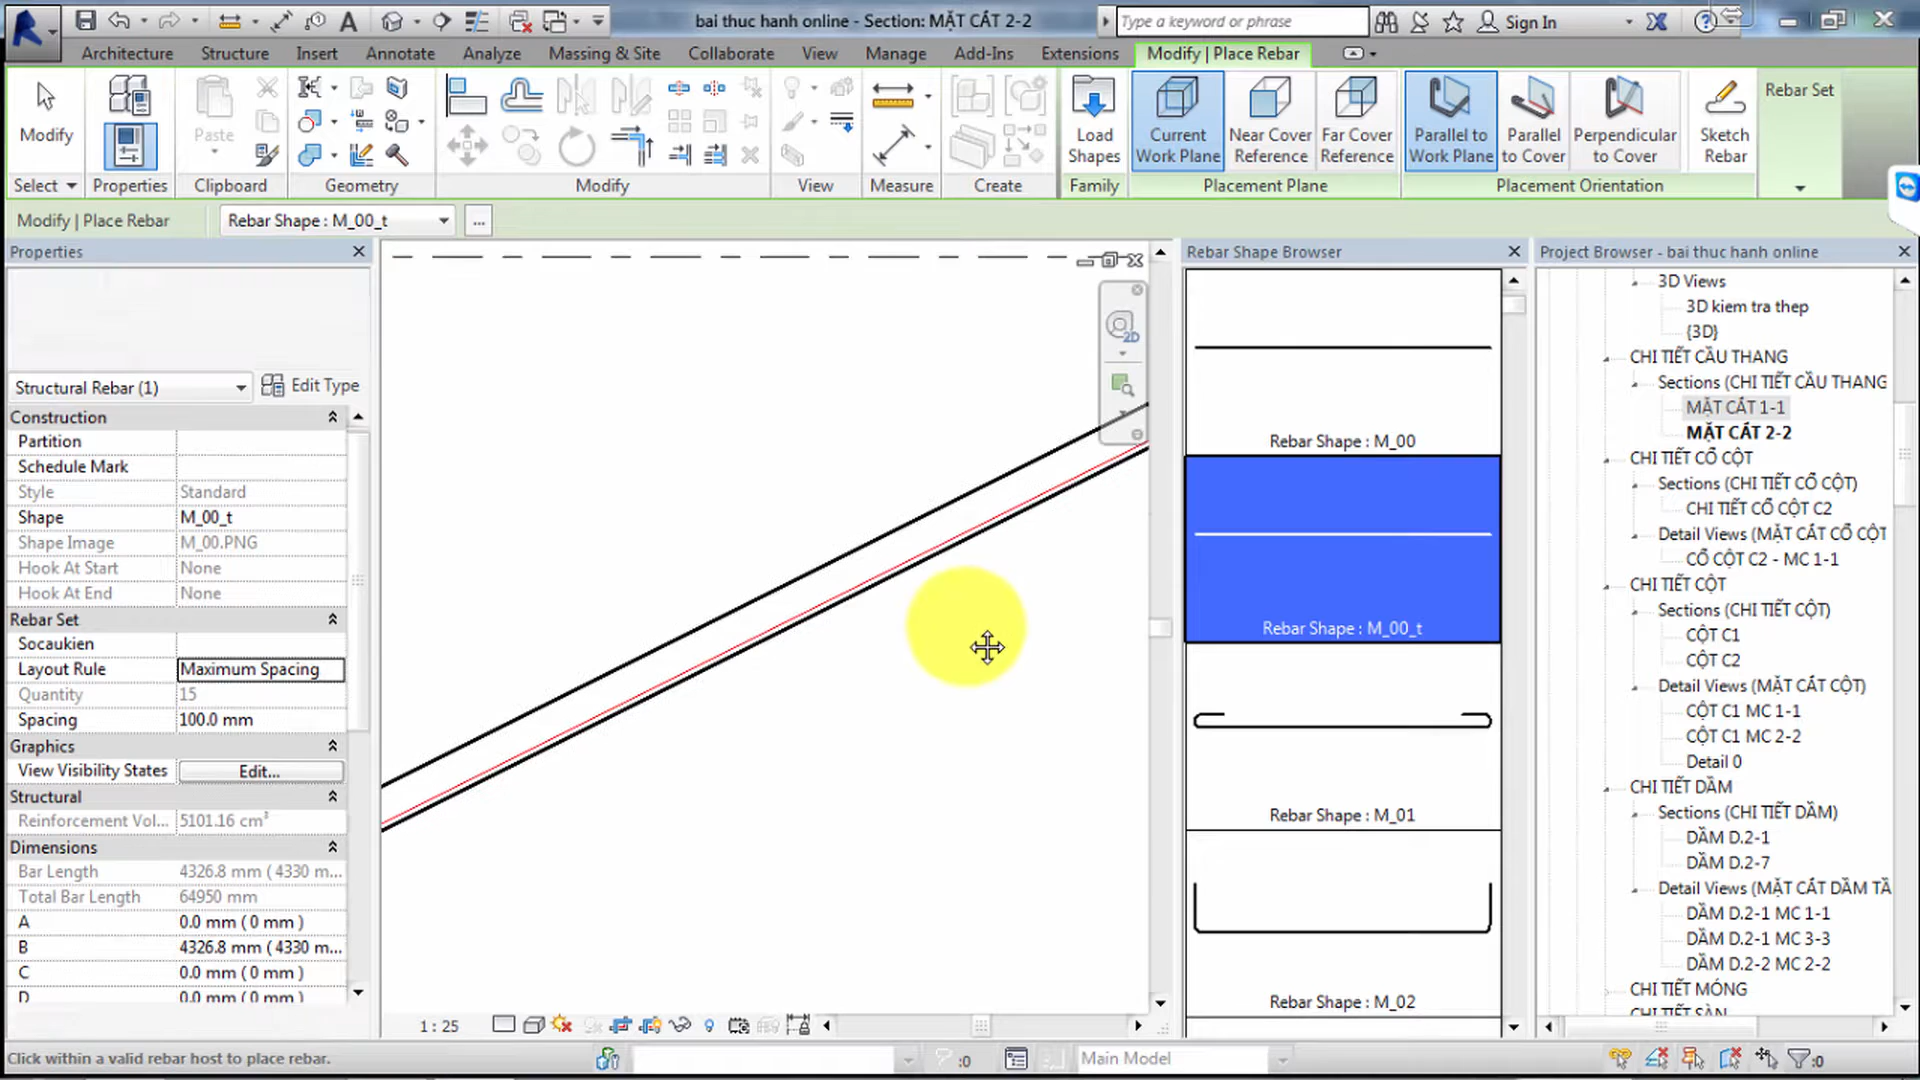 bai thuc hanh online - Section: MẶT CẮT 2-2
Type a keyword or phrase
Sign In
Architecture
Structure
Insert
Annotate
Analyze
Massing & Site
Collaborate
View
Manage
Add-Ins
Extensions
Modify | Place Rebar
Modify
Paste
Load Shapes
Current Work Plane
Near Cover Reference
Far Cover Reference
Parallel to Work Plane
Parallel to Cover
Perpendicular to Cover
Sketch Rebar
Rebar Set
Select
Properties
Clipboard
Geometry
Modify
View
Measure
Create
Family
Placement Plane
Placement Orientation
Modify | Place Rebar
Rebar Shape : M_00_t
...
Properties
Structural Rebar (1)
Edit Type
Construction
Partition
Schedule Mark
Style Standard
Shape M_00_t
Shape Image M_00.PNG
Hook At Start None
Hook At End None
Rebar Set
Socaukien
Layout Rule Maximum Spacing
Quantity 15
Spacing 100.0 mm
Graphics
View Visibility States Edit...
Structural
Reinforcement Vol... 5101.16 cm³
Dimensions
Bar Length 4326.8 mm ( 4330 m...
Total Bar Length 64950 mm
A 0.0 mm ( 0 mm )
B 4326.8 mm ( 4330 m...
C 0.0 mm ( 0 mm )
D 0.0 mm ( 0 mm )
2D
1 : 25
Rebar Shape Browser
Rebar Shape : M_00
Rebar Shape : M_00_t
Rebar Shape : M_01
Rebar Shape : M_02
Project Browser - bai thuc hanh online
3D Views
3D kiem tra thep
{3D}
CHI TIẾT CẦU THANG
Sections (CHI TIẾT CẦU THANG
MẶT CẮT 1-1
MẶT CẮT 2-2
CHI TIẾT CỔ CỘT
Sections (CHI TIẾT CỔ CỘT)
CHI TIẾT CỔ CỘT C2
Detail Views (MẶT CẮT CỔ CỘT
CỔ CỘT C2 - MC 1-1
CHI TIẾT CỘT
Sections (CHI TIẾT CỘT)
CỘT C1
CỘT C2
Detail Views (MẶT CẮT CỘT)
CỘT C1 MC 1-1
CỘT C1 MC 2-2
Detail 0
CHI TIẾT DẦM
Sections (CHI TIẾT DẦM)
DẦM D.2-1
DẦM D.2-7
Detail Views (MẶT CẮT DẦM TẦ
DẦM D.2-1 MC 1-1
DẦM D.2-1 MC 3-3
DẦM D.2-2 MC 2-2
CHI TIẾT MÓNG
CHI TIẾT SÀN
Click within a valid rebar host to place rebar.
:0
Main Model
:0